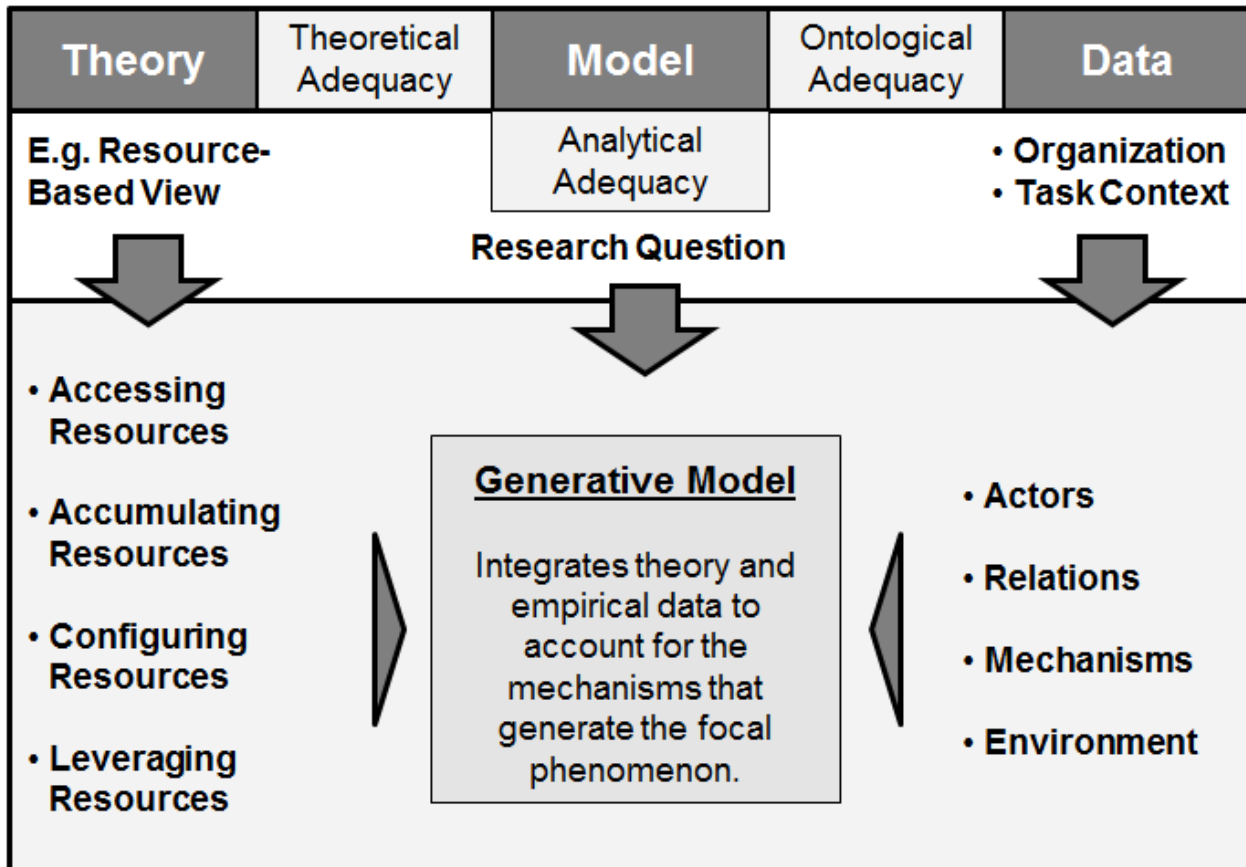 Theory
Theoretical
Adequacy
Model
Ontological
Adequacy
Data
E.g. Resource-
Based View
Analytical
Adequacy
• Organization
• Task Context
Research Question
• Accessing
Resources
• Accumulating
Resources
• Configuring
Resources
• Leveraging
Resources
Generative Model
Integrates theory and
empirical data to
account for the
mechanisms that
generate the focal
phenomenon.
• Actors
• Relations
• Mechanisms
• Environment